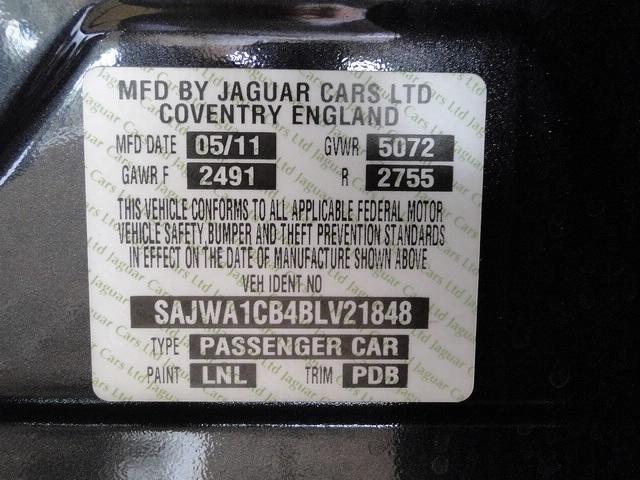 MFD BY JAGUAR CARS LTD
COVENTRY ENGLAND
MFD DATE 05/11 GVWR 5072
GAWR F 2491 R 2755
THIS VEHICLE CONFORMS TO ALL APPLICABLE FEDERAL MOTOR
VEHICLE SAFETY, BUMPER AND THEFT PREVENTION STANDARDS
IN EFFECT ON THE DATE OF MANUFACTURE SHOWN ABOVE
VEH IDENT NO
SAJWA1CB4BLV21848
TYPE PASSENGER CAR
PAINT LNL TRIM PDB